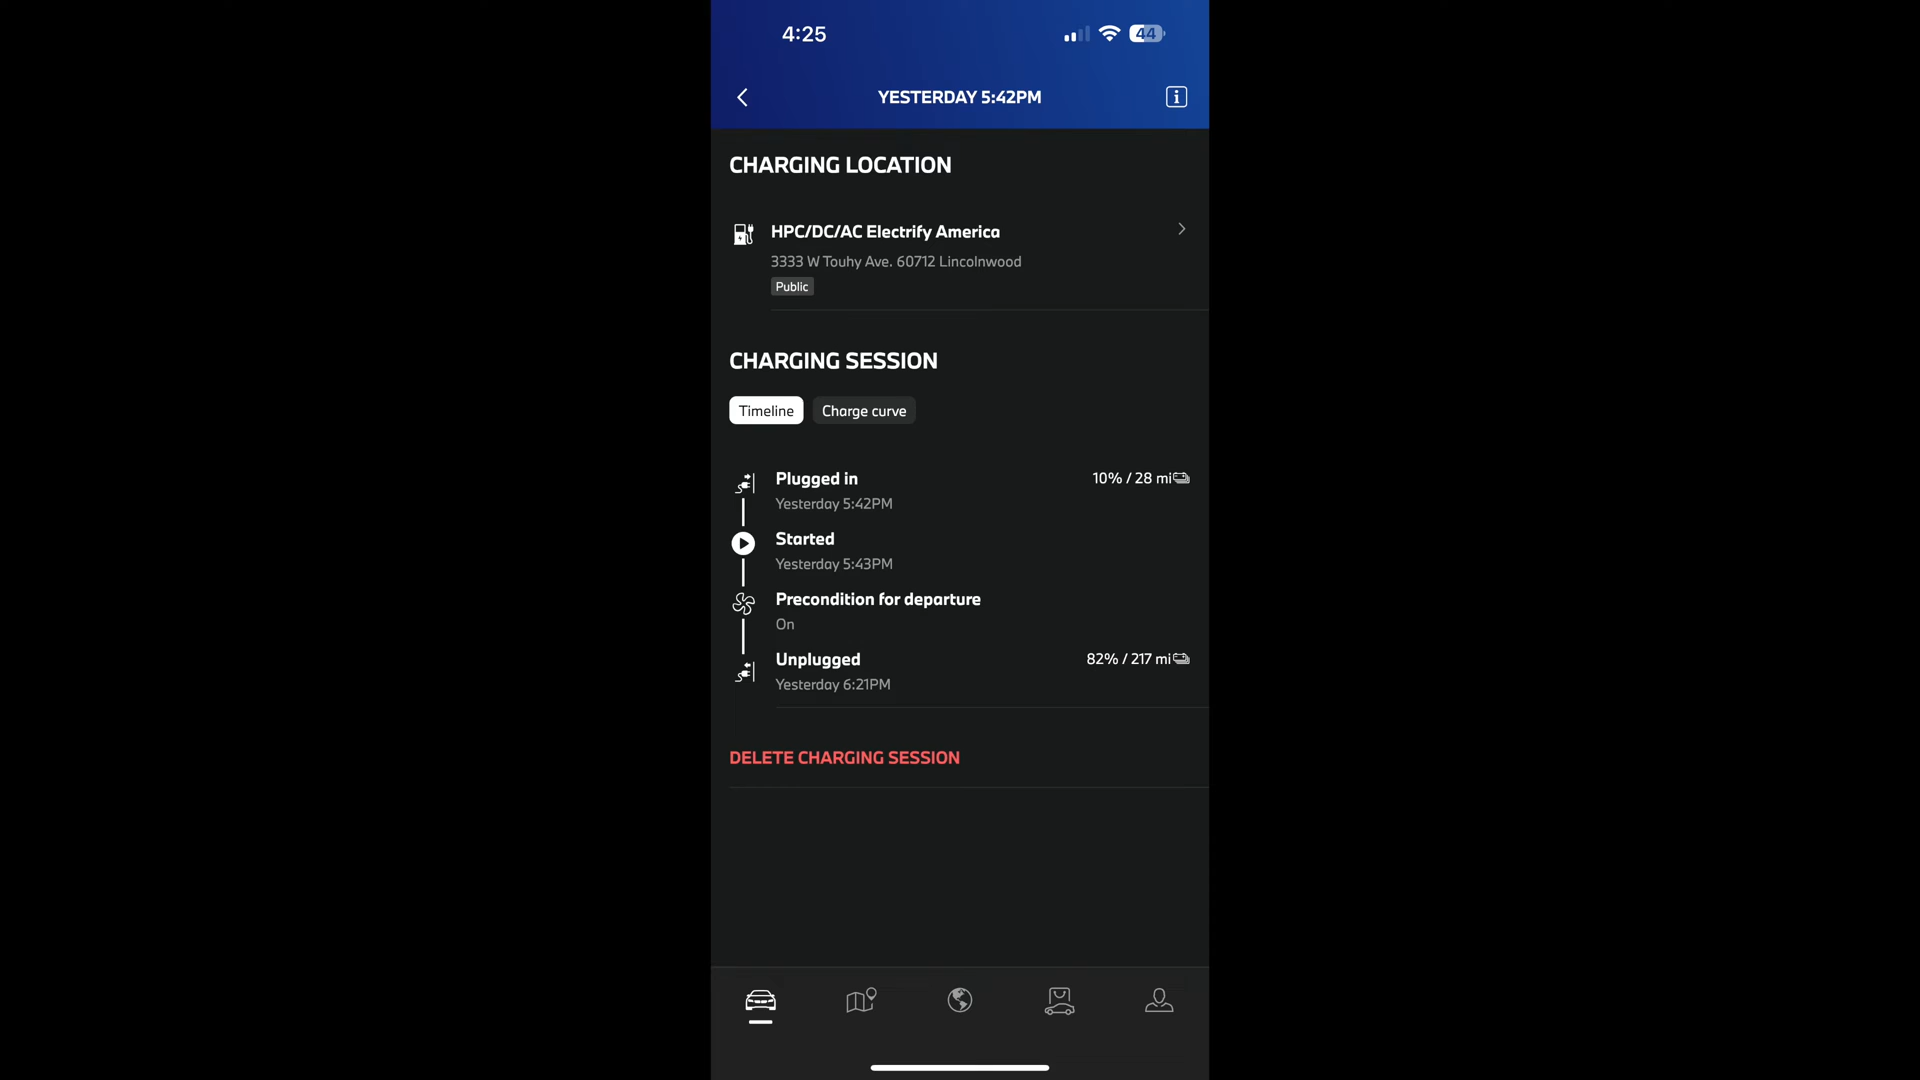 4:25
44
YESTERDAY 5:42PM
CHARGING LOCATION
HPC/DC/AC Electrify America
3333 W Touhy Ave. 60712 Lincolnwood
Public
CHARGING SESSION
Timeline
Charge curve
Plugged in
10% / 28 mi
Yesterday 5:42PM
Started
Yesterday 5:43PM
Precondition for departure
On
Unplugged
82% / 217 mi
Yesterday 6:21PM
DELETE CHARGING SESSION